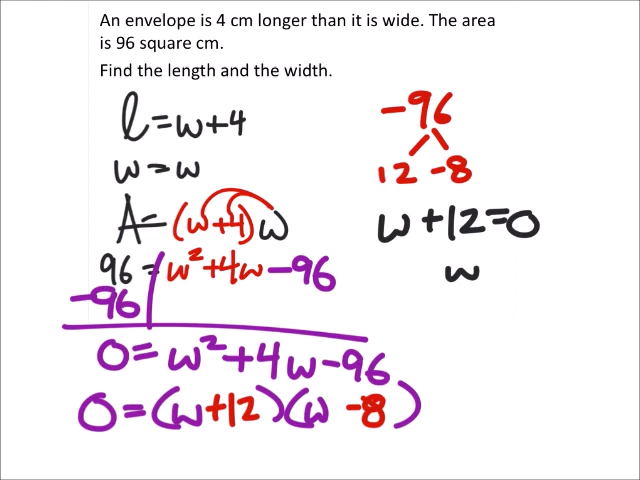 An envelope is 4 cm longer than it is wide. The area
is 96 square cm.
Find the length and the width.
l=w+4
w=w
A=(w+4)w
96=w²+4w-96
-96
0=w²+4w-96
0=(w+12)(w-8)
-96
12 -8
w+12=0
w